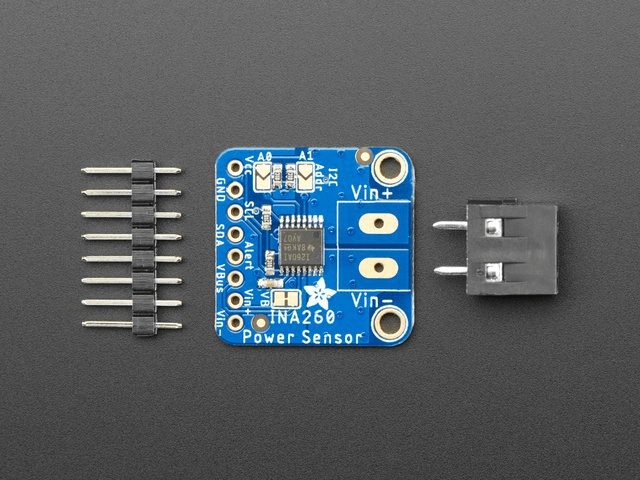 A0 A1
I2C
Addr
Vcc
GND
SCL
SDA
Alert
VBus
Vin+
Vin-
VB
Vin+
Vin-
INA260
Power Sensor